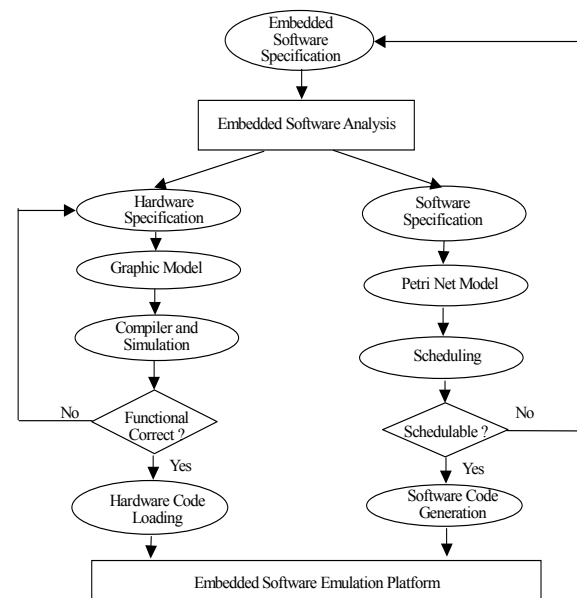 Embedded
Software
Specification
Embedded Software Analysis
Hardware
Specification
Software
Specification
Graphic Model
Petri Net Model
Compiler and
Simulation
Scheduling
No
Functional
Correct ?
Schedulable ?
No
Yes
Yes
Hardware Code
Loading
Software Code
Generation
Embedded Software Emulation Platform